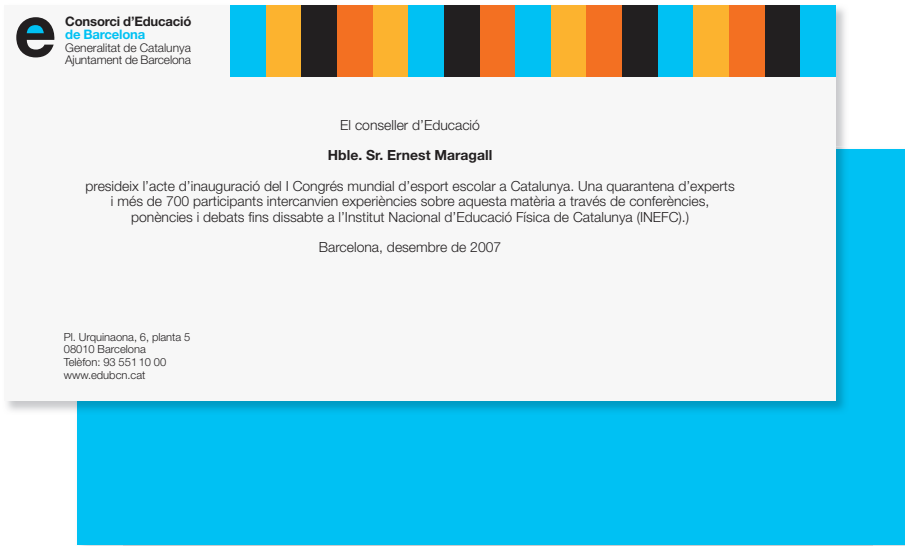 Consorci d'Educació
de Barcelona
Generalitat de Catalunya
Ajuntament de Barcelona
El conseller d'Educació
Hble. Sr. Ernest Maragall
presideix l'acte d'inauguració del I Congrés mundial d'esport escolar a Catalunya. Una quarantena d'experts
i més de 700 participants intercanvien experiències sobre aquesta matèria a través de conferències,
ponències i debats fins dissabte a l'Institut Nacional d'Educació Física de Catalunya (INEFC).)
Barcelona, desembre de 2007
Pl. Urquinaona, 6, planta 5
08010 Barcelona
Telèfon: 93 551 10 00
www.edubcn.cat